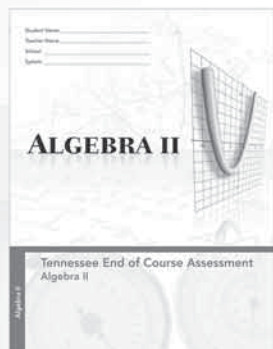 Student Name
Teacher Name
School
System
ALGEBRA II
Tennessee End of Course Assessment
Algebra II
Algebra II